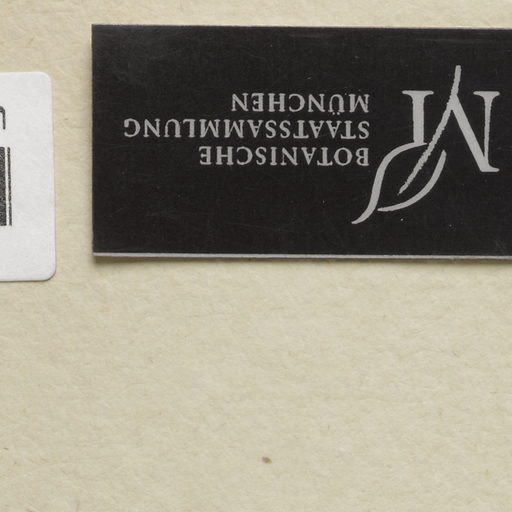 BOTANISCHE
STAATSSAMMLUNG
MÜNCHEN
M